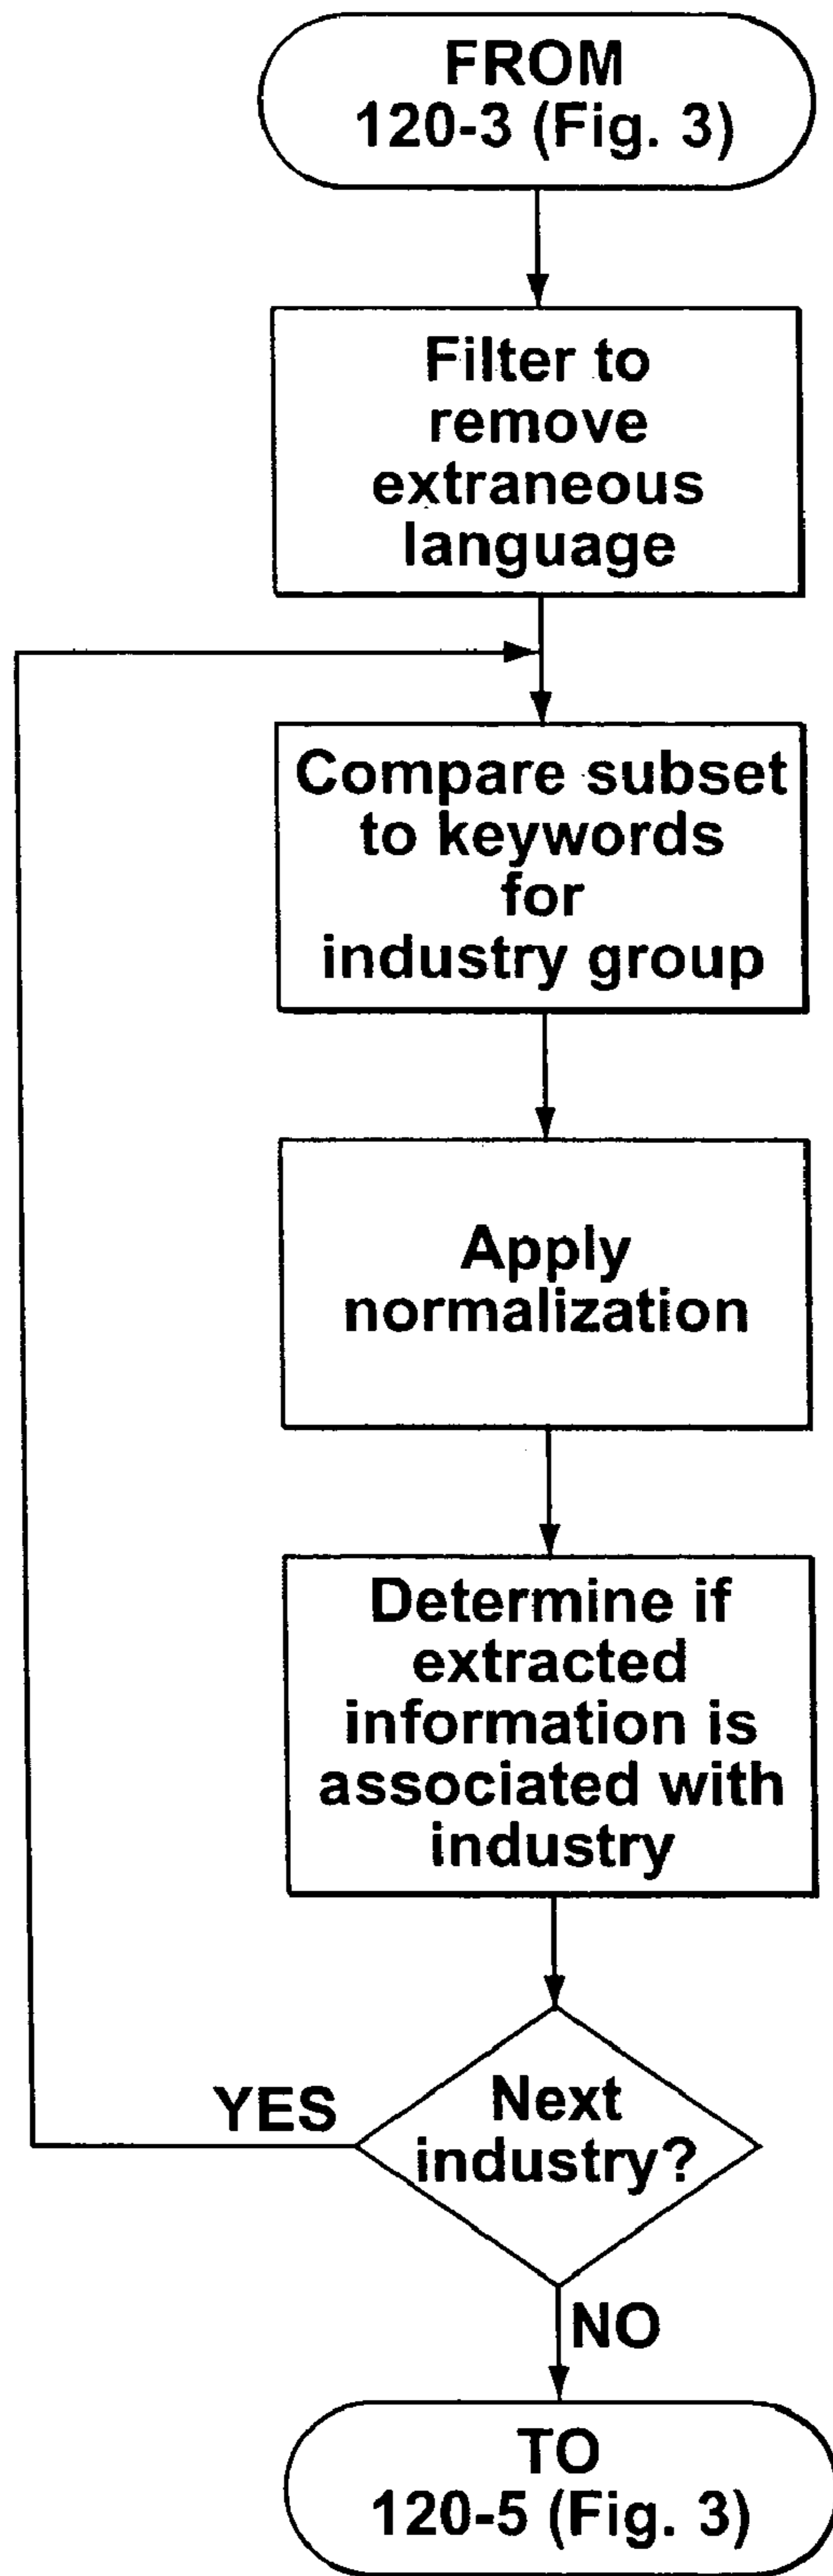 FROM
120-3 (Fig. 3)
Filter to
remove
extraneous
language
Compare subset
to keywords
for
industry group
Apply
normalization
Determine if
extracted
information is
associated with
industry
Next
industry?
YES
NO
TO
120-5 (Fig. 3)